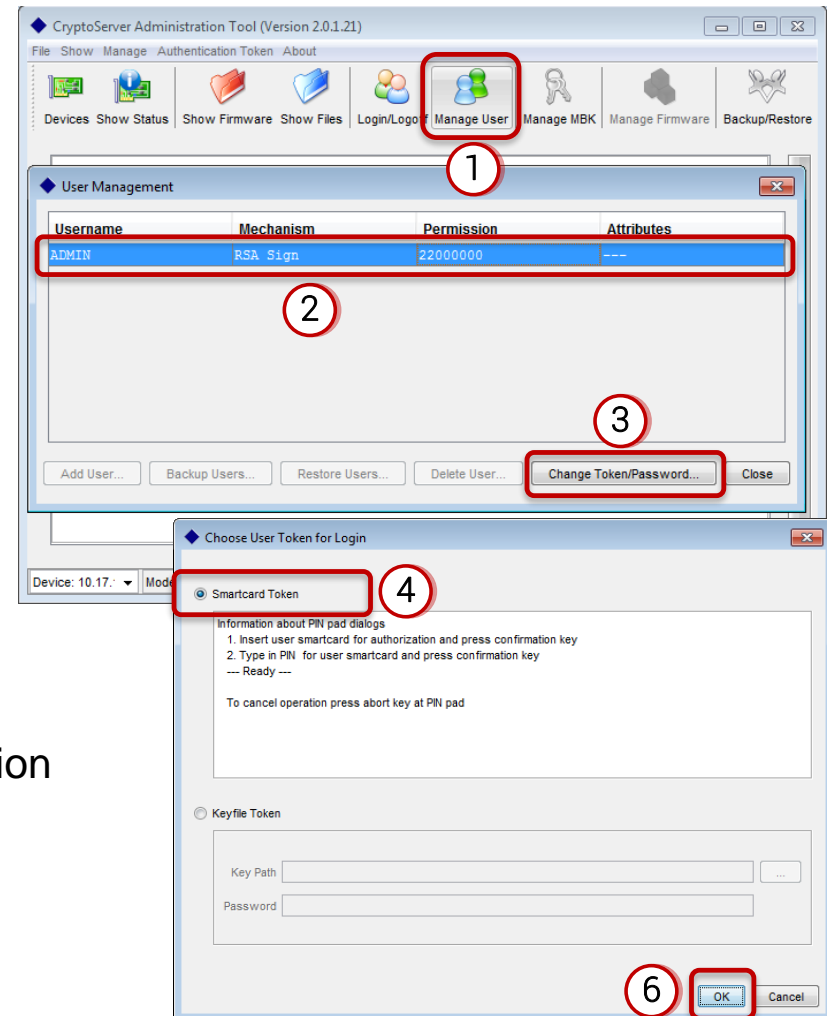 CryptoServer Administration Tool (Version 2.0.1.21)
File Show Manage Authentication Token About
Devices Show Status Show Firmware Show Files Login/Logoff Manage User Manage MBK Manage Firmware Backup/Restore
1
User Management
Username Mechanism Permission Attributes
ADMIN RSA Sign 22000000 ---
2
3
Add User... Backup Users... Restore Users... Delete User... Change Token/Password... Close
Choose User Token for Login
Device: 10.17.
Smartcard Token
4
Information about PIN pad dialogs
1. Insert user smartcard for authorization and press confirmation key
2. Type in PIN for user smartcard and press confirmation key
--- Ready ---
To cancel operation press abort key at PIN pad
ion
Keyfile Token
Key Path ...
Password
6
OK Cancel